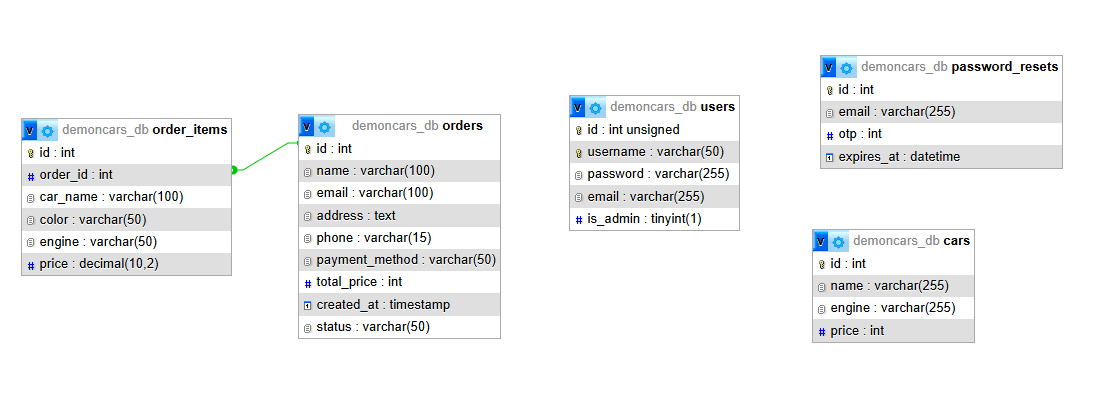 V demoncars_db order_items
id : int
# order_id : int
car_name : varchar(100)
color : varchar(50)
engine : varchar(50)
# price : decimal(10,2)
V demoncars_db orders
id : int
name : varchar(100)
email : varchar(100)
address : text
phone : varchar(15)
payment_method : varchar(50)
# total_price : int
created_at : timestamp
status : varchar(50)
V demoncars_db users
id : int unsigned
username : varchar(50)
password : varchar(255)
email : varchar(255)
# is_admin : tinyint(1)
V demoncars_db password_resets
id : int
email : varchar(255)
# otp : int
expires_at : datetime
V demoncars_db cars
id : int
name : varchar(255)
engine : varchar(255)
# price : int